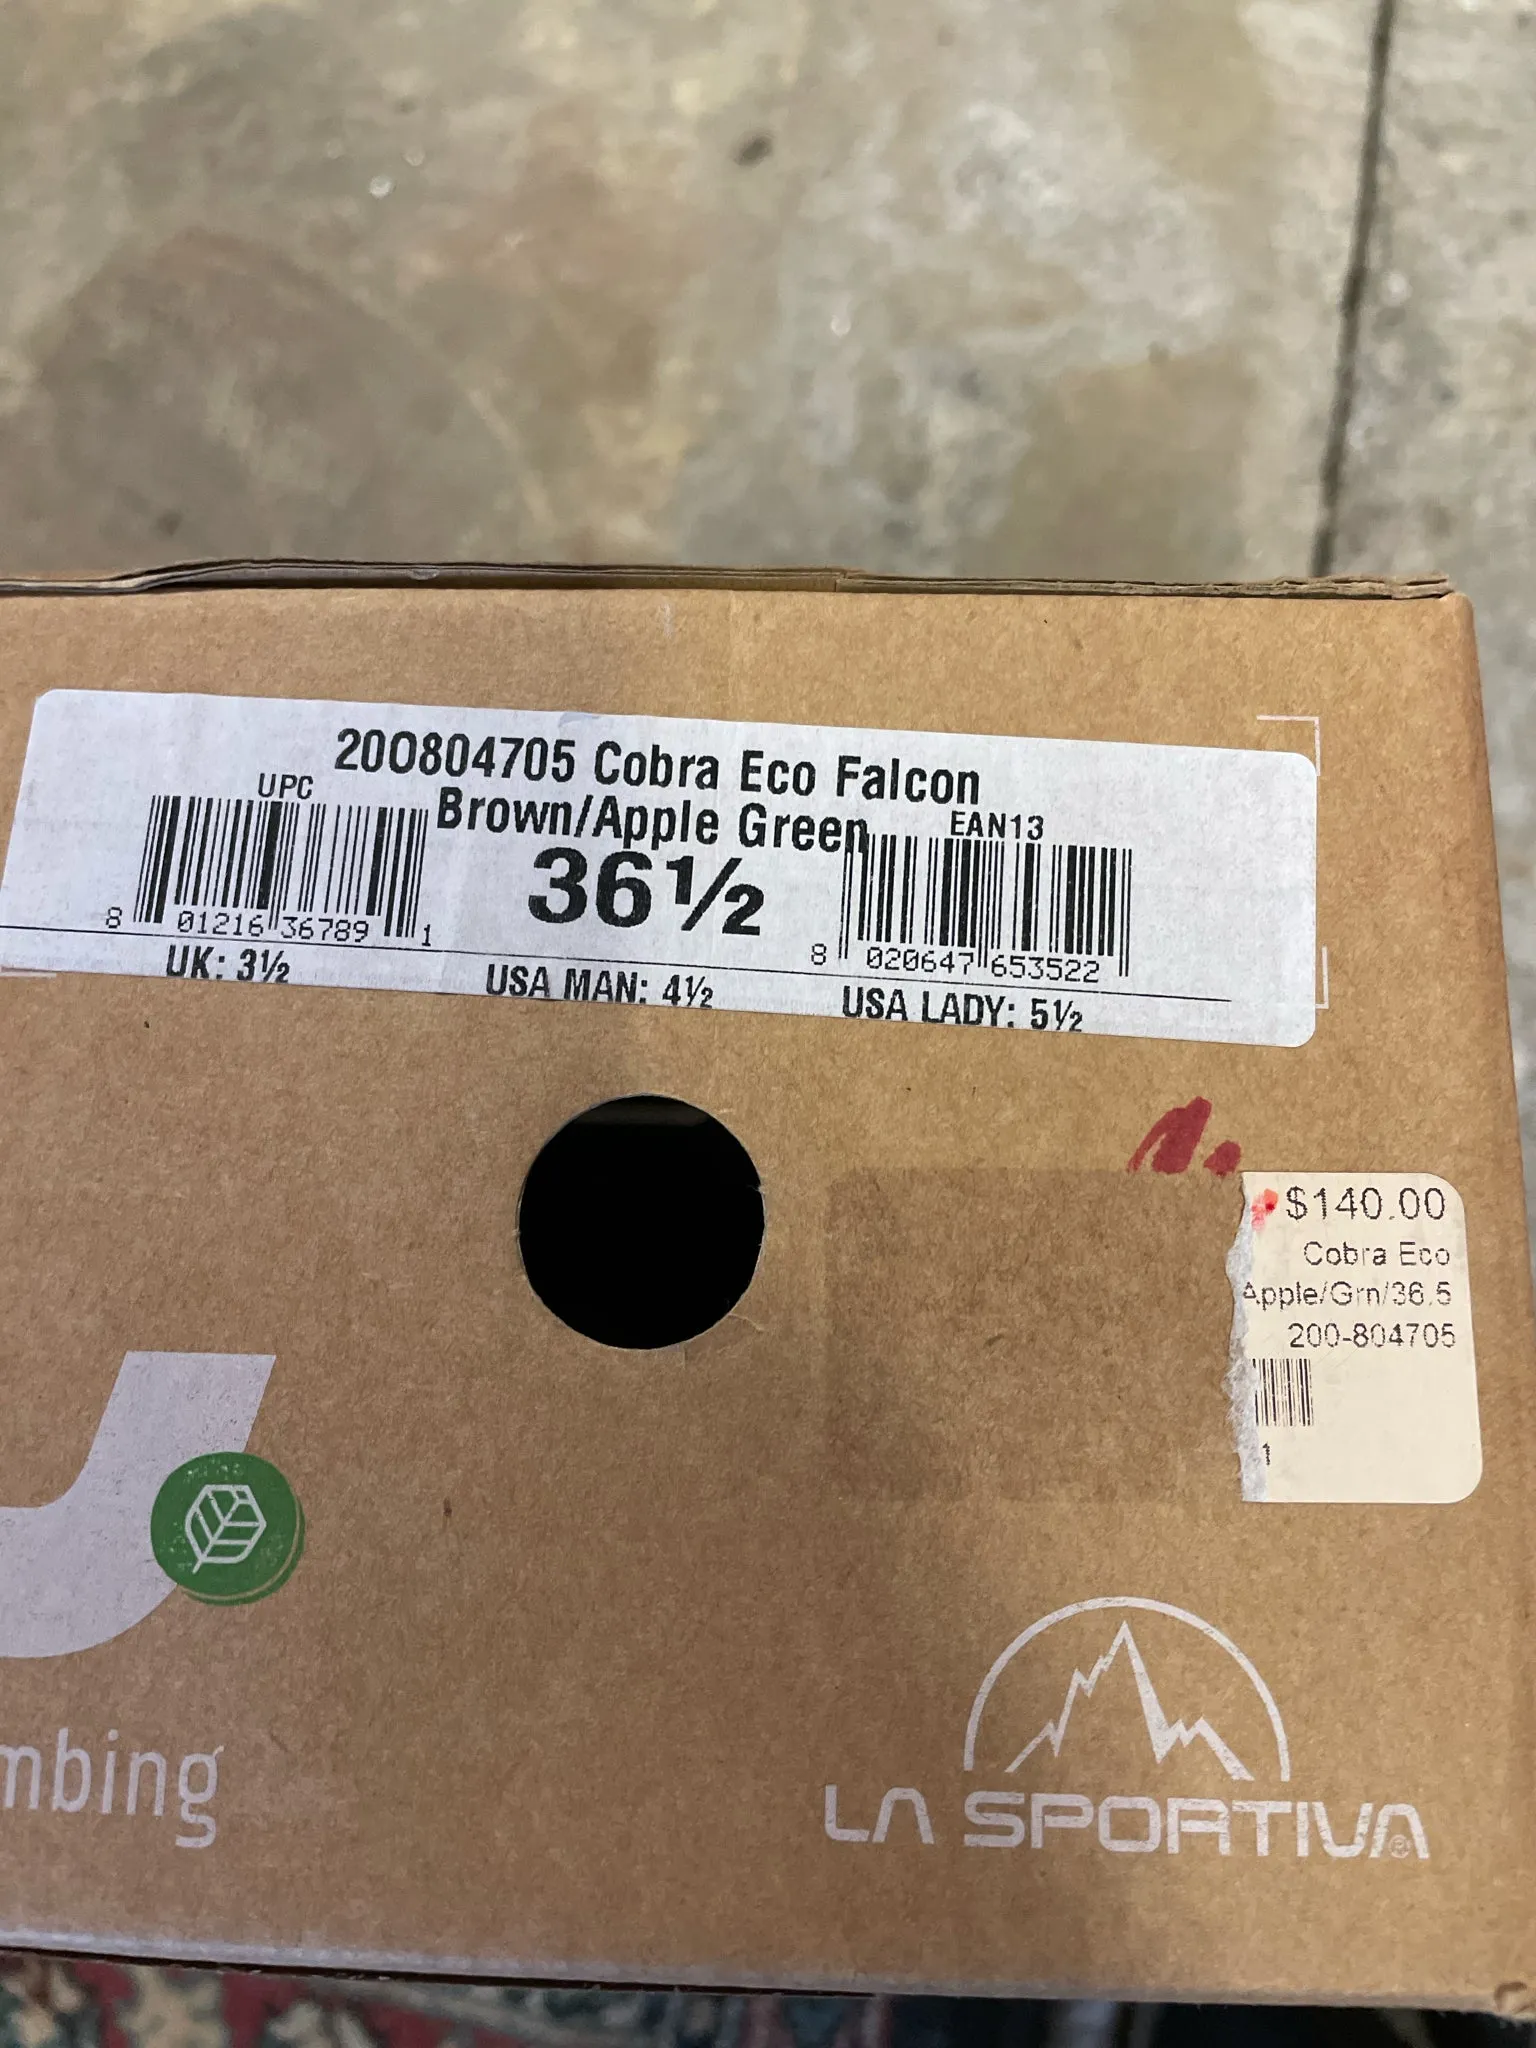 200804705 Cobra Eco Falcon
Brown/Apple Green
UPC
EAN13
36½
8 01216 36789 1
8 020647 653522
UK: 3½
USA MAN: 4½
USA LADY: 5½
$140.00
Cobra Eco
Apple/Grn/36.5
200-804705
1
mbing
LA SPORTIVA®